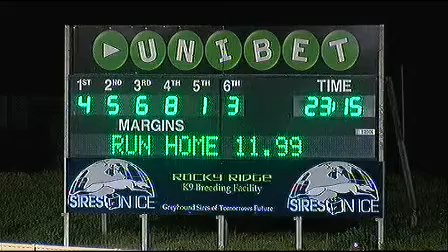 UNIBET
1ST 2ND 3RD 4TH 5TH 6TH TIME
4 5 6 8 1 3 23:15
MARGINS
RUN HOME 11.99
ROCKY RIDGE
K9 Breeding Facility
SIRES ON ICE SIRES ON ICE
Greyhound Sires of Tomorrows Future